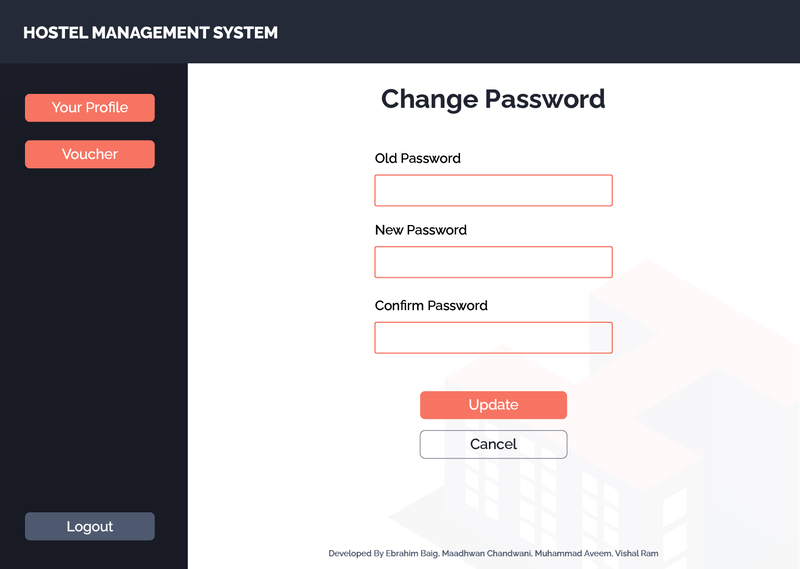 HOSTEL MANAGEMENT SYSTEM
Your Profile
Voucher
Logout
Change Password
Old Password
New Password
Confirm Password
Update
Cancel
Developed By Ebrahim Baig, Maadhwan Chandwani, Muhammad Aveem, Vishal Ram